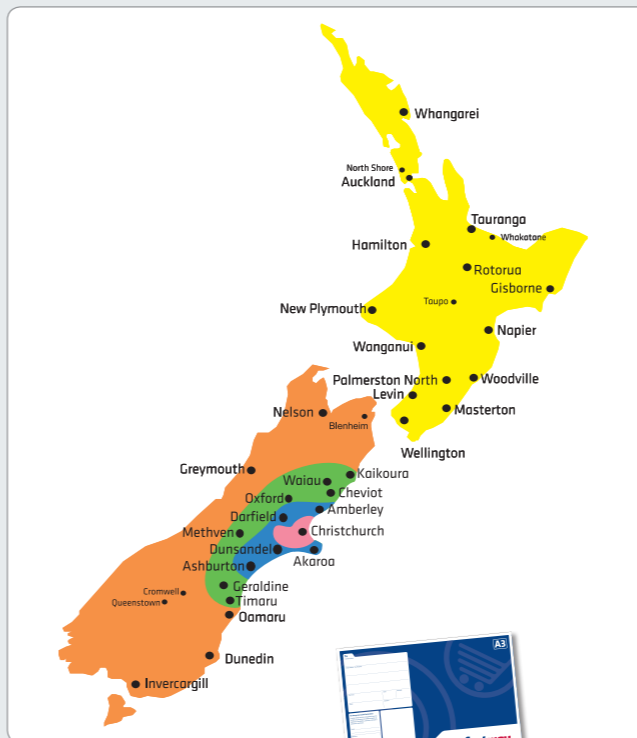 Whangarei
North Shore
Auckland
Tauranga
Whakatane
Hamilton
Rotorua
Gisborne
Taupo
New Plymouth
Napier
Wanganui
Palmerston North
Woodville
Levin
Masterton
Nelson
Blenheim
Wellington
Greymouth
Kaikoura
Waiau
Cheviot
Oxford
Amberley
Darfield
Christchurch
Methven
Dunsandel
Akaroa
Ashburton
Geraldine
Cromwell
Queenstown
Timaru
Oamaru
Dunedin
Invercargill
A3